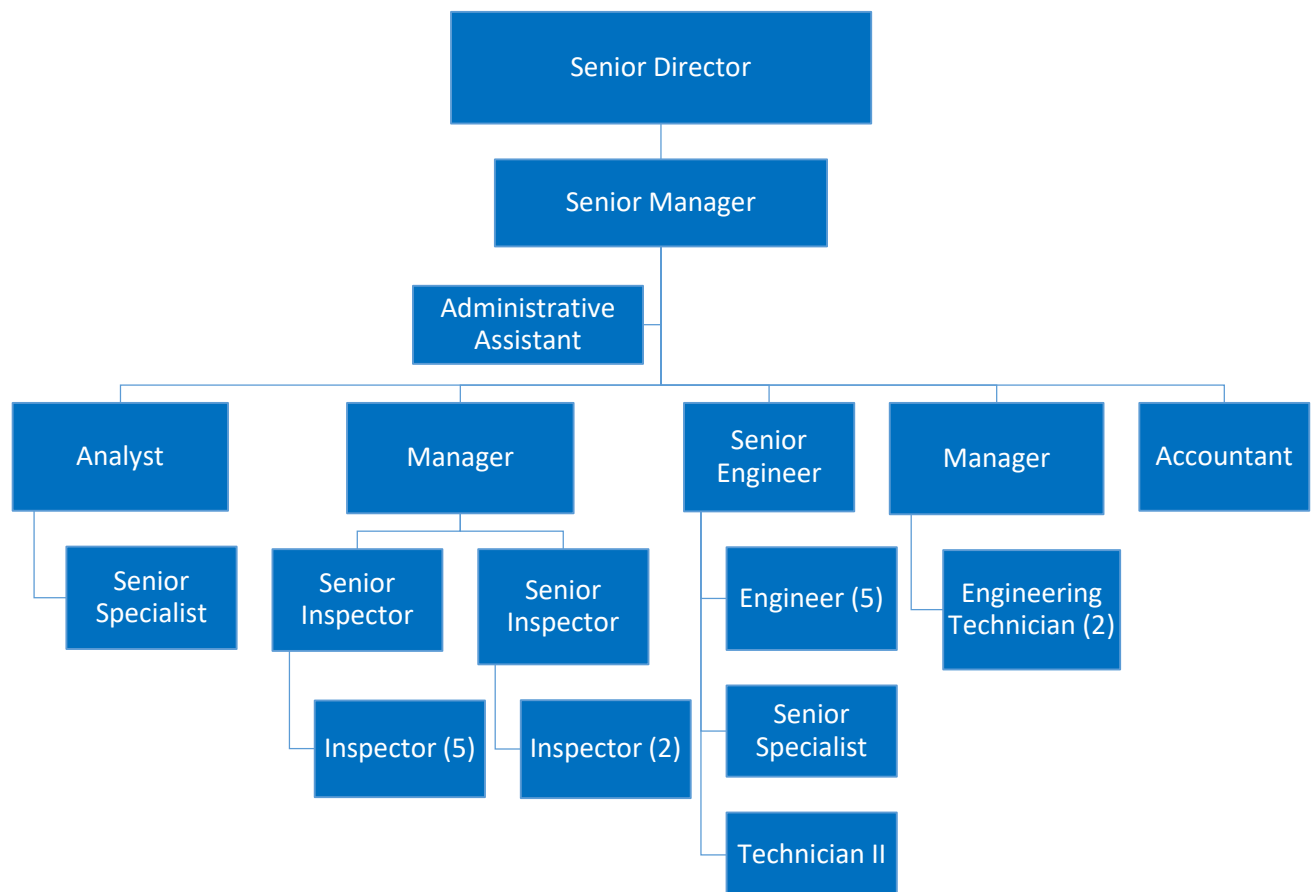 Senior Director
Senior Manager
Administrative
Assistant
Analyst
Manager
Senior
Engineer
Manager
Accountant
Senior
Specialist
Senior
Inspector
Senior
Inspector
Engineer (5)
Engineering
Technician (2)
Inspector (5)
Inspector (2)
Senior
Specialist
Technician II